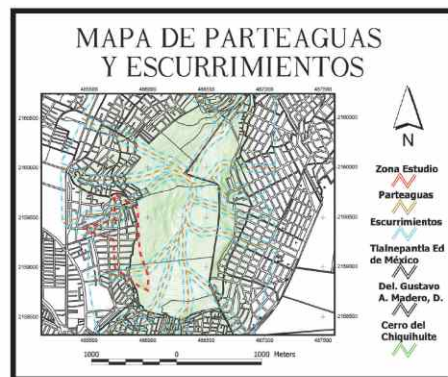 MAPA DE PARTEAGUAS
Y ESCURRIMIENTOS
N
Zona Estudio
Parteaguas
Escurrimientos
Tlalnepantla Ed
de México
Del. Gustavo
A. Madero, D.
Cerro del
Chiquihuite
1000 0 1000 Meters